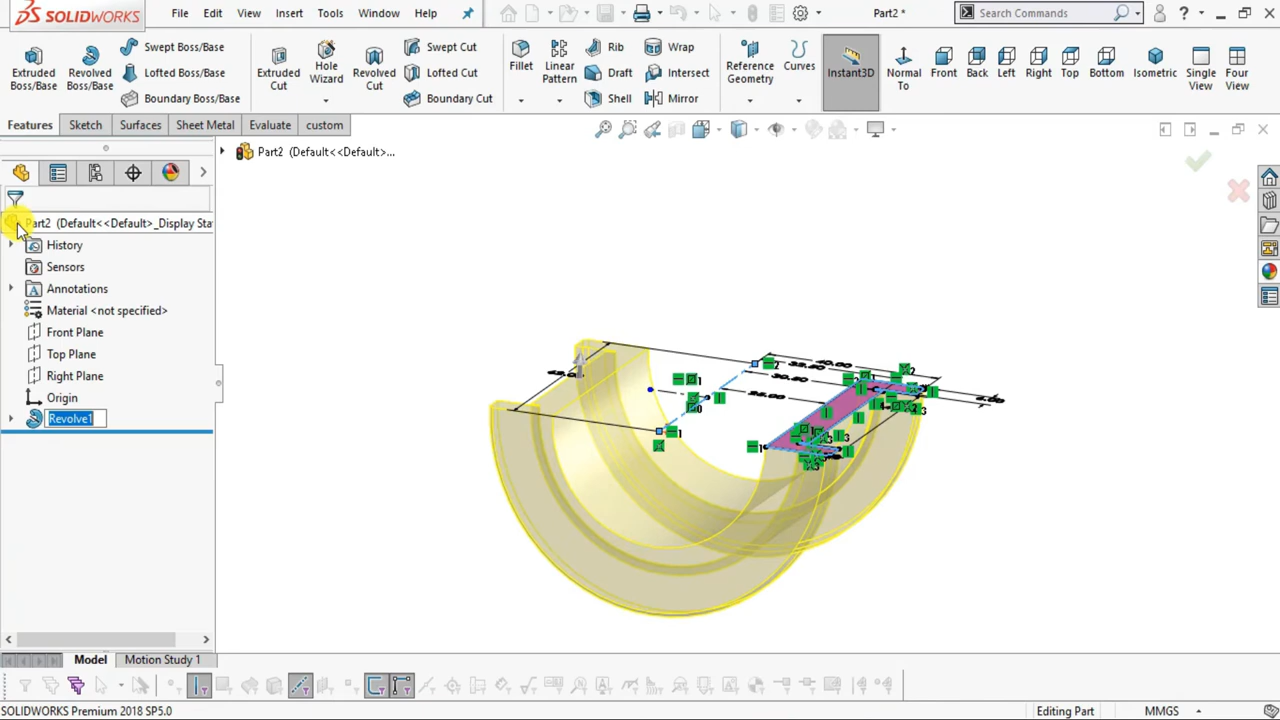 SOLIDWORKS File Edit View Insert Tools Window Help Part2 * Search Commands
Extruded Boss/Base
Revolved Boss/Base
Swept Boss/Base
Lofted Boss/Base
Boundary Boss/Base
Extruded Cut
Hole Wizard
Revolved Cut
Swept Cut
Lofted Cut
Boundary Cut
Fillet
Linear Pattern
Rib
Draft
Shell
Wrap
Intersect
Mirror
Reference Geometry
Curves
Instant3D
Normal To
Front
Back
Left
Right
Top
Bottom
Isometric
Single View
Four View
Features Sketch Surfaces Sheet Metal Evaluate custom
Part2 (Default<<Default>...
Part2 (Default<<Default>_Display Sta
History
Sensors
Annotations
Material <not specified>
Front Plane
Top Plane
Right Plane
Origin
Revolve1
Model Motion Study 1
SOLIDWORKS Premium 2018 SP5.0 Editing Part MMGS